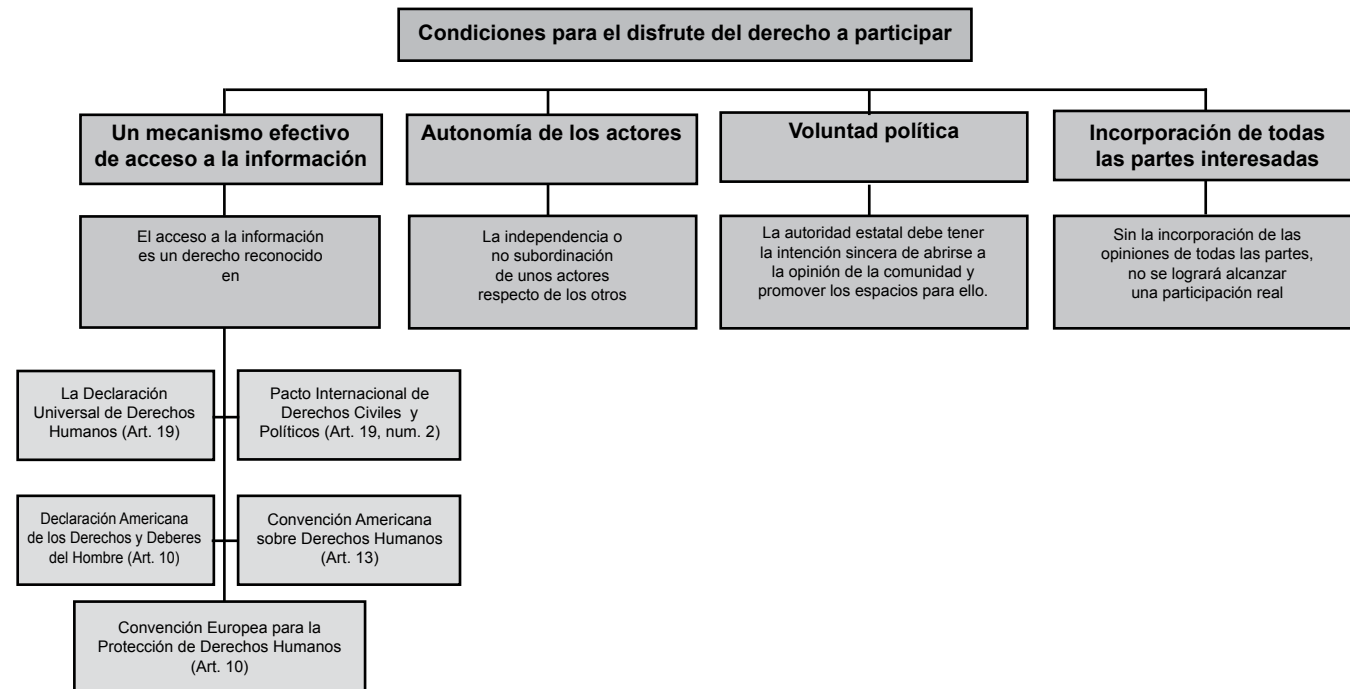 Condiciones para el disfrute del derecho a participar
Un mecanismo efectivo
de acceso a la información
Autonomía de los actores
Voluntad política
Incorporación de todas
las partes interesadas
El acceso a la información
es un derecho reconocido
en
La independencia o
no subordinación
de unos actores
respecto de los otros
La autoridad estatal debe tener
la intención sincera de abrirse a
la opinión de la comunidad y
promover los espacios para ello.
Sin la incorporación de las
opiniones de todas las partes,
no se logrará alcanzar
una participación real
La Declaración
Universal de Derechos
Humanos (Art. 19)
Pacto Internacional de
Derechos Civiles y
Políticos (Art. 19, num. 2)
Declaración Americana
de los Derechos y Deberes
del Hombre (Art. 10)
Convención Americana
sobre Derechos Humanos
(Art. 13)
Convención Europea para la
Protección de Derechos Humanos
(Art. 10)